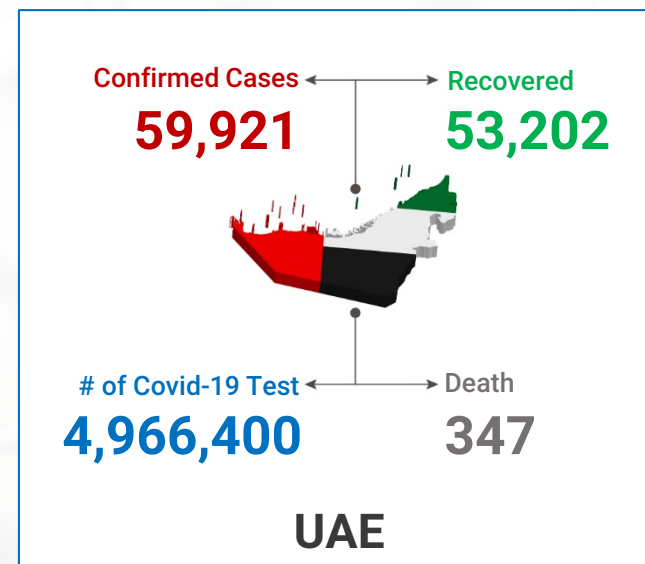 Confirmed Cases
59,921
Recovered
53,202
# of Covid-19 Test
4,966,400
Death
347
UAE